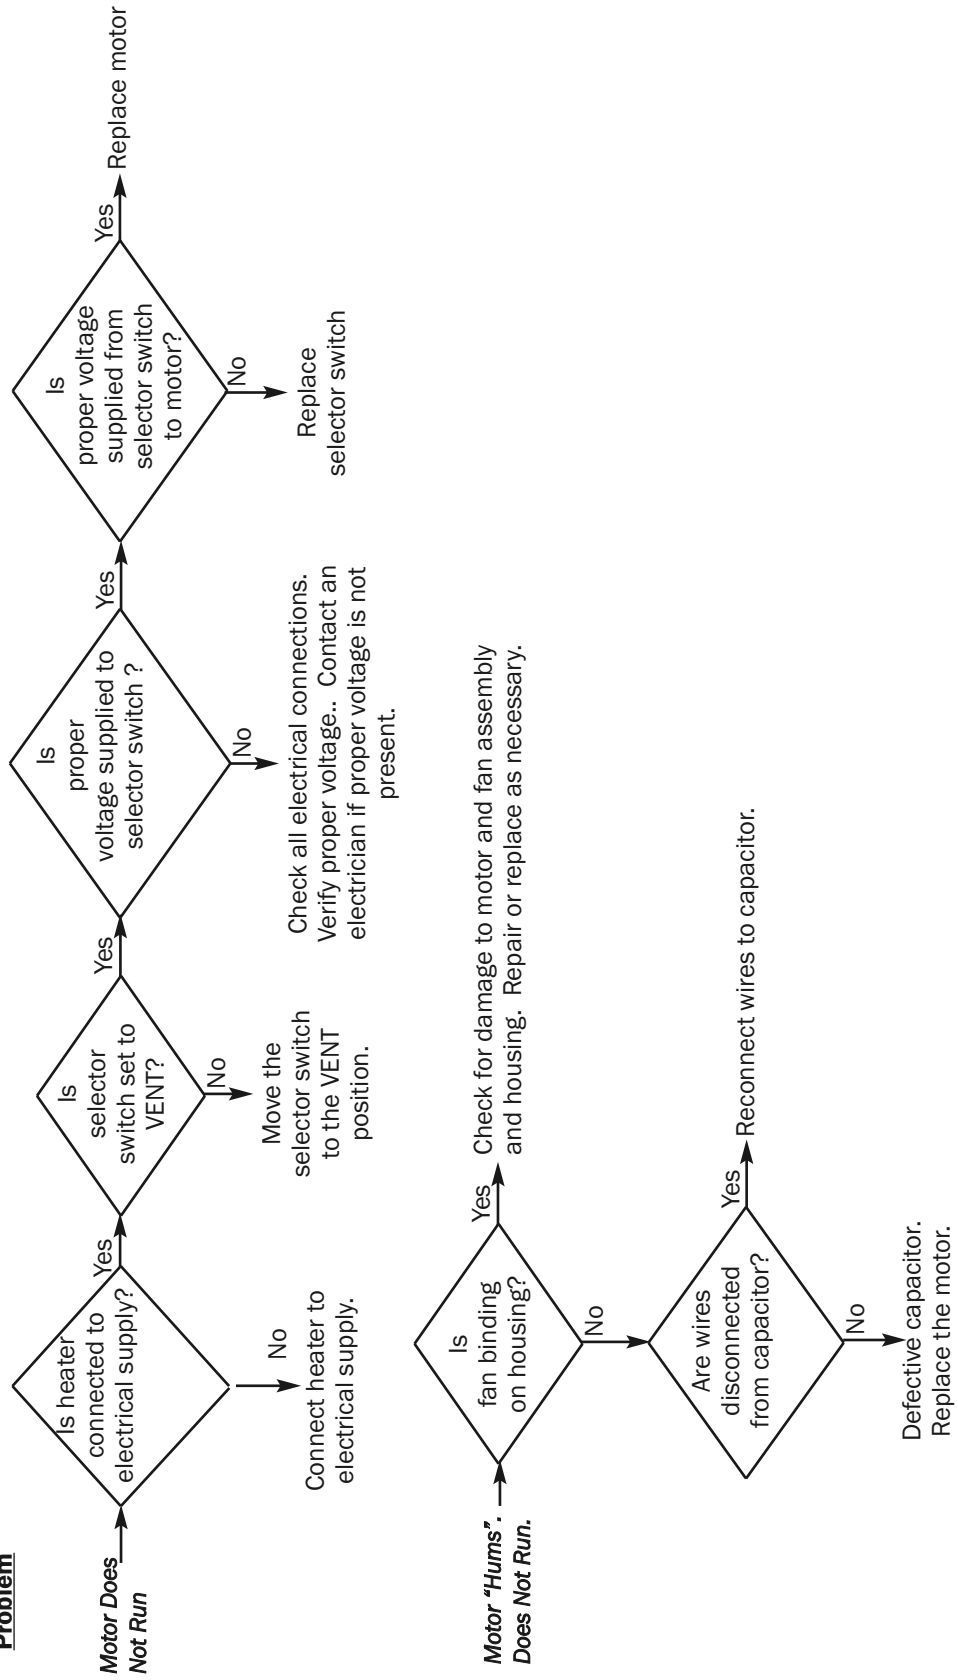 Problem
Motor Does
Not Run
Is heater
connected to
electrical supply?
Yes
No
Connect heater to
electrical supply.
Is
selector
switch set to
VENT?
Yes
No
Move the
selector switch
to the VENT
position.
Is
proper
voltage supplied to
selector switch ?
Yes
No
Check all electrical connections.
Verify proper voltage.. Contact an
electrician if proper voltage is not
present.
Is
proper voltage
supplied from
selector switch
to motor?
Yes
Replace motor
No
Replace
selector switch
Motor “Hums”.
Does Not Run.
Is
fan binding
on housing?
Yes
Check for damage to motor and fan assembly
and housing. Repair or replace as necessary.
No
Are wires
disconnected
from capacitor?
Yes
Reconnect wires to capacitor.
No
Defective capacitor.
Replace the motor.